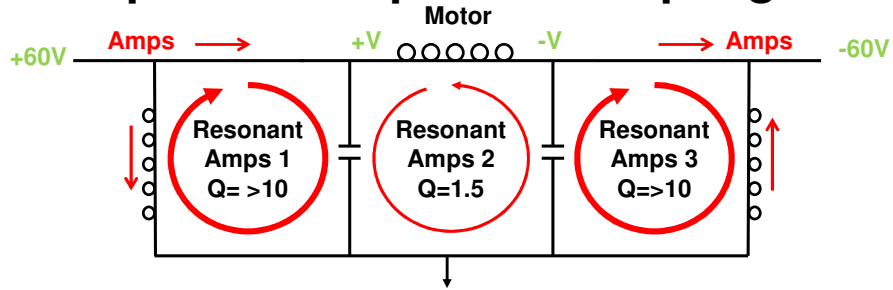 Motor
+60V
Amps
+V
-V
Amps
-60V
Resonant
Amps 1
Q= >10
Resonant
Amps 2
Q=1.5
Resonant
Amps 3
Q=>10